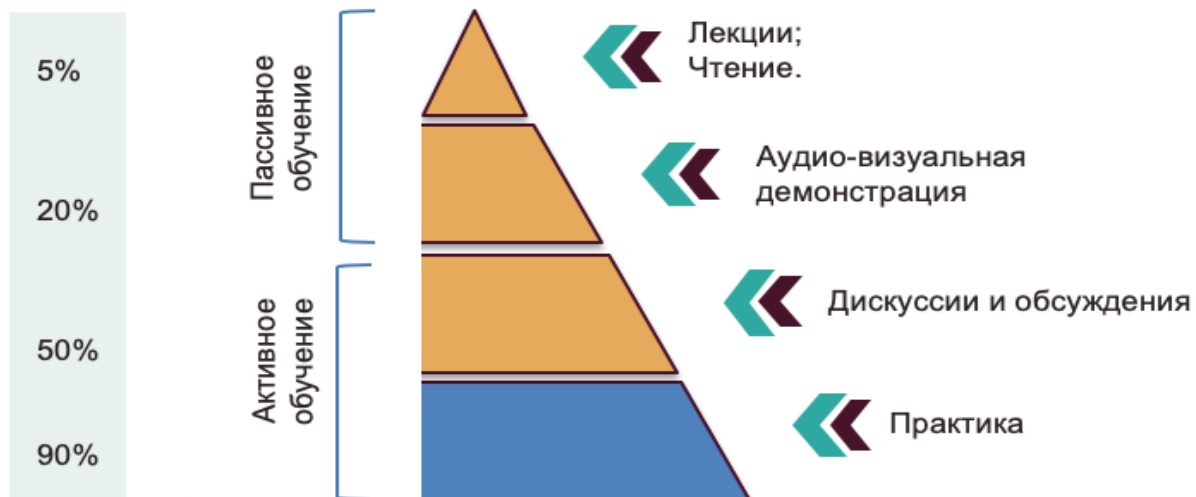 5%
20%
50%
90%
Пассивное
обучение
Активное
обучение
Лекции;
Чтение.
Аудио-визуальная
демонстрация
Дискуссии и обсуждения
Практика